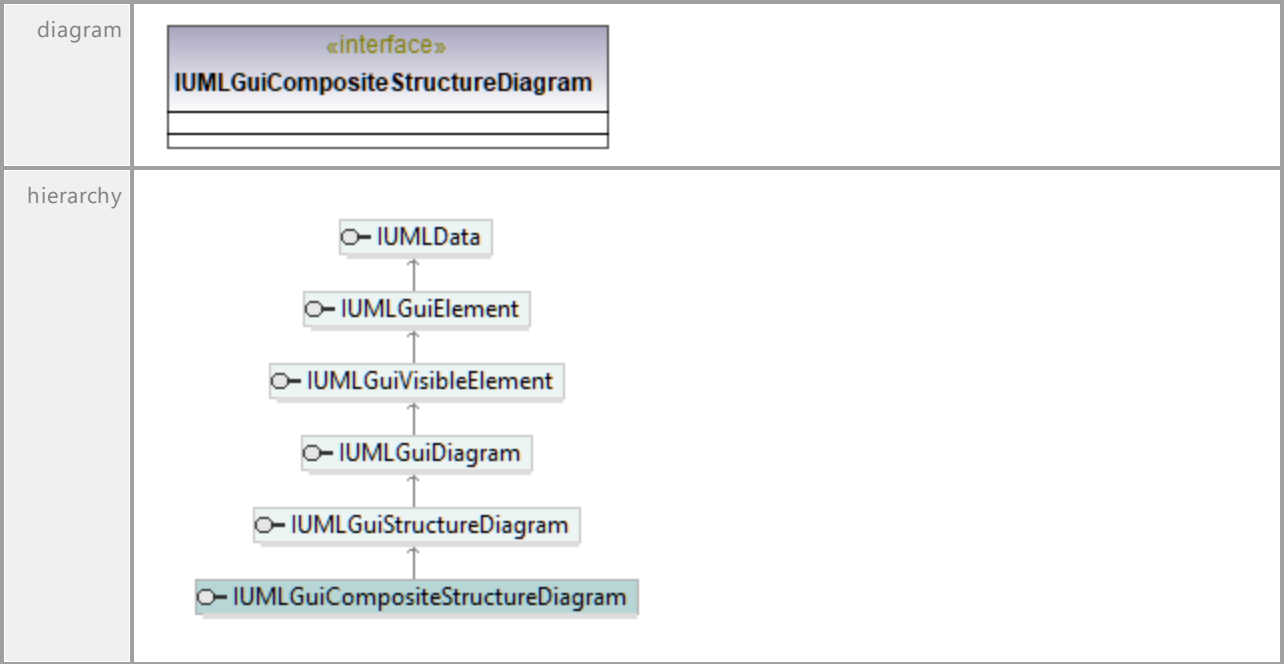 diagram
«interface»
IUMLGuiCompositeStructureDiagram
hierarchy
IUMLData
IUMLGuiElement
IUMLGuiVisibleElement
IUMLGuiDiagram
IUMLGuiStructureDiagram
IUMLGuiCompositeStructureDiagram